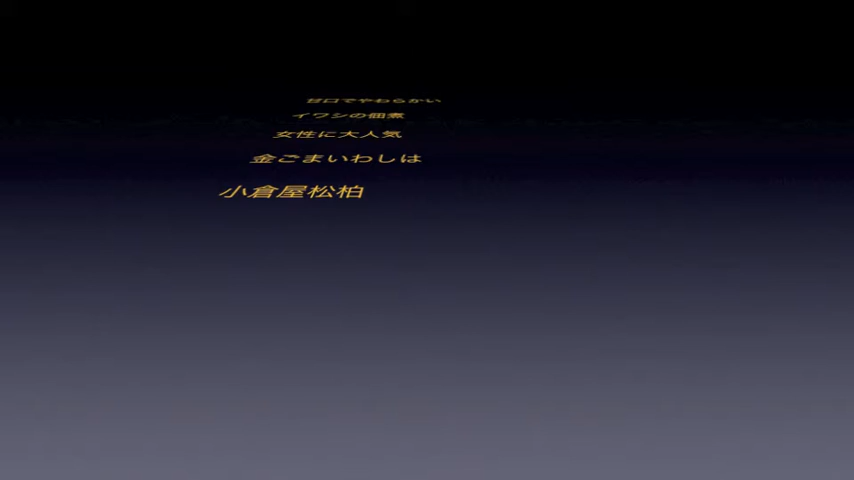 甘口でやわらかい
イワシの佃煮
女性に大人気
金ごまいわしは
小倉屋松柏